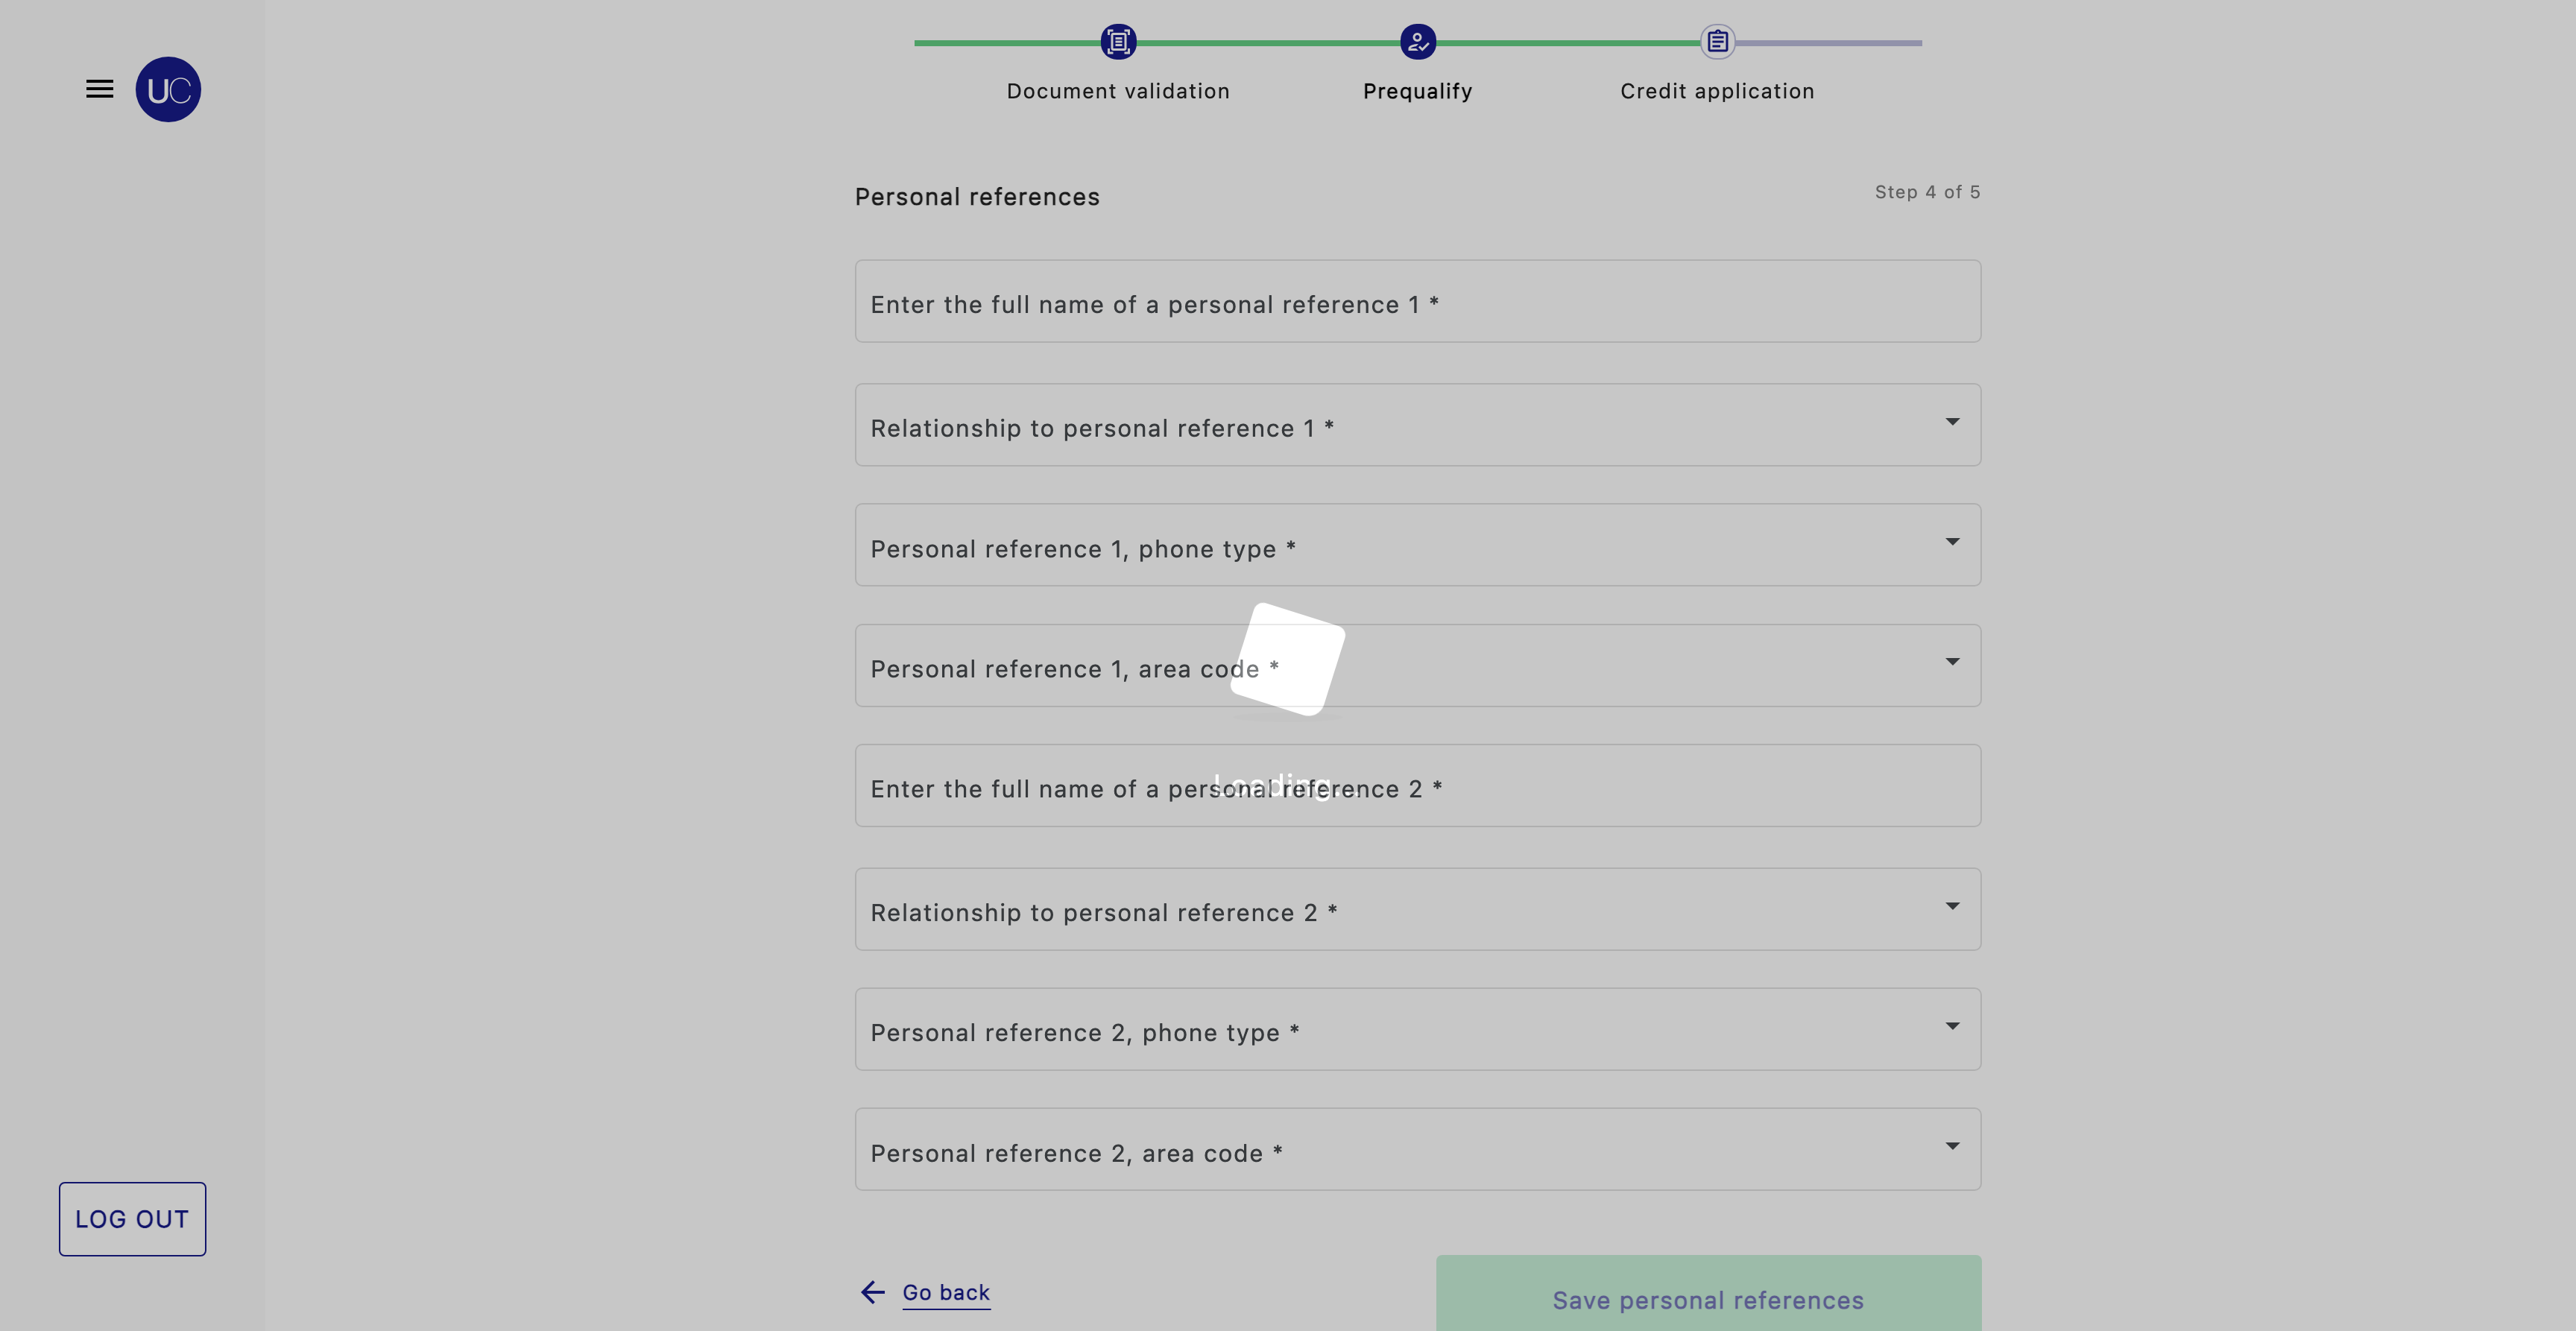 UC
Document validation
Prequalify
Credit application
Personal references
Step 4 of 5
Enter the full name of a personal reference 1 *
Relationship to personal reference 1 *
Personal reference 1, phone type *
Personal reference 1, area code *
Enter the full name of a personal reference 2 *
Loading...
Relationship to personal reference 2 *
Personal reference 2, phone type *
Personal reference 2, area code *
LOG OUT
Go back
Save personal references